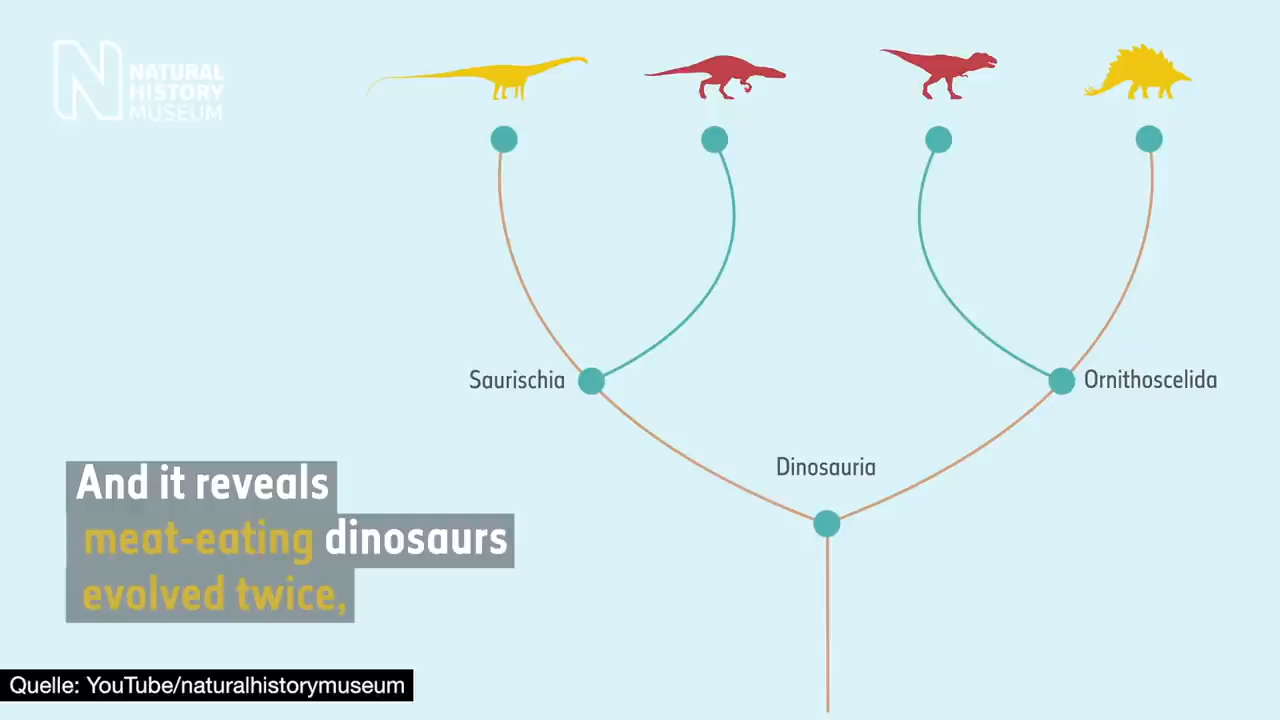 N NATURAL
HISTORY
MUSEUM
Saurischia
Ornithoscelida
Dinosauria
And it reveals
meat-eating dinosaurs
evolved twice,
Quelle: YouTube/naturalhistorymuseum